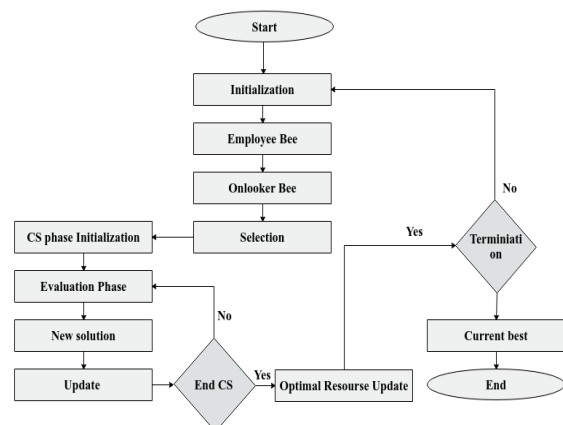 Start
Initialization
Employee Bee
Onlooker Bee
Selection
CS phase Initialization
Evaluation Phase
New solution
Update
End CS
No
Yes
Optimal Resourse Update
Yes
Terminiati
on
No
Current best
End